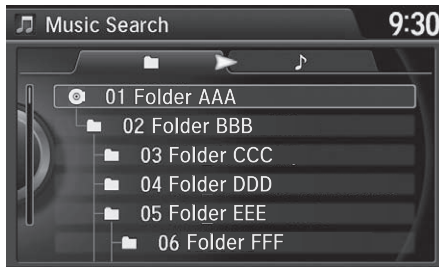 Music Search
9:30
01 Folder AAA
02 Folder BBB
03 Folder CCC
04 Folder DDD
05 Folder EEE
06 Folder FFF